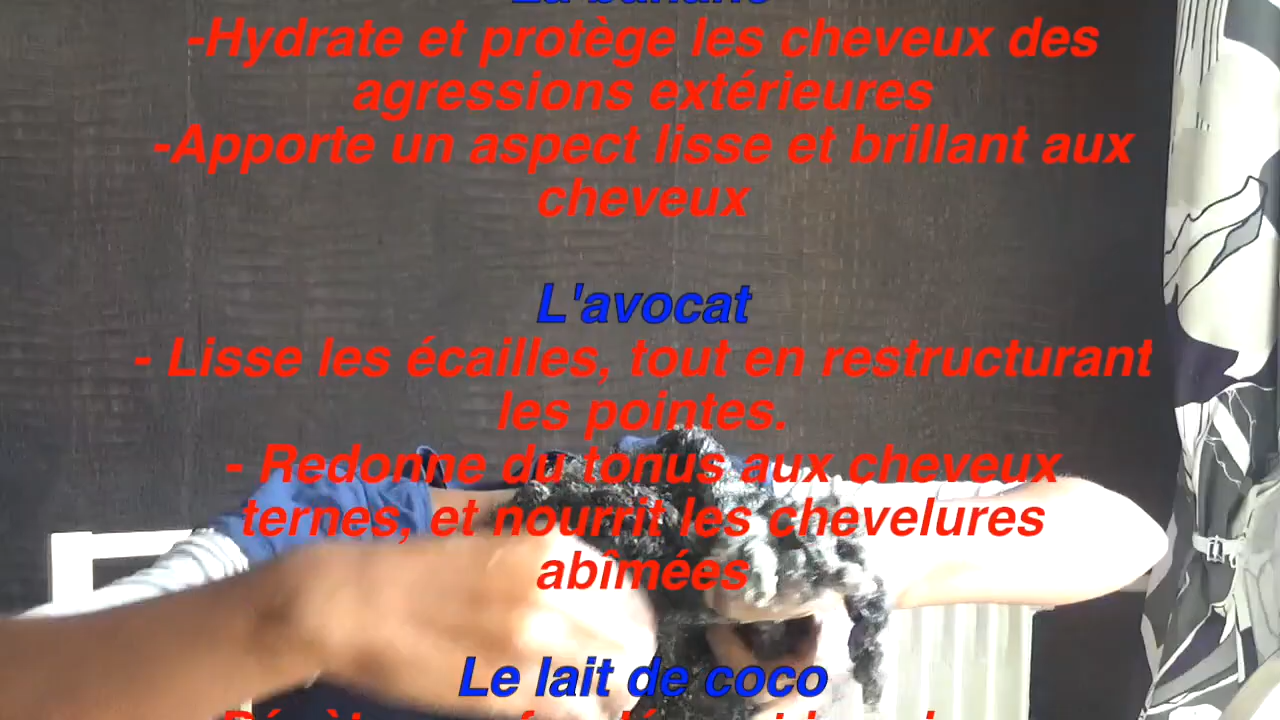 La banane
-Hydrate et protège les cheveux des
agressions extérieures
-Apporte un aspect lisse et brillant aux
cheveux
L'avocat
- Lisse les écailles, tout en restructurant
les pointes.
- Redonne du tonus aux cheveux
ternes, et nourrit les chevelures
abîmées
Le lait de coco